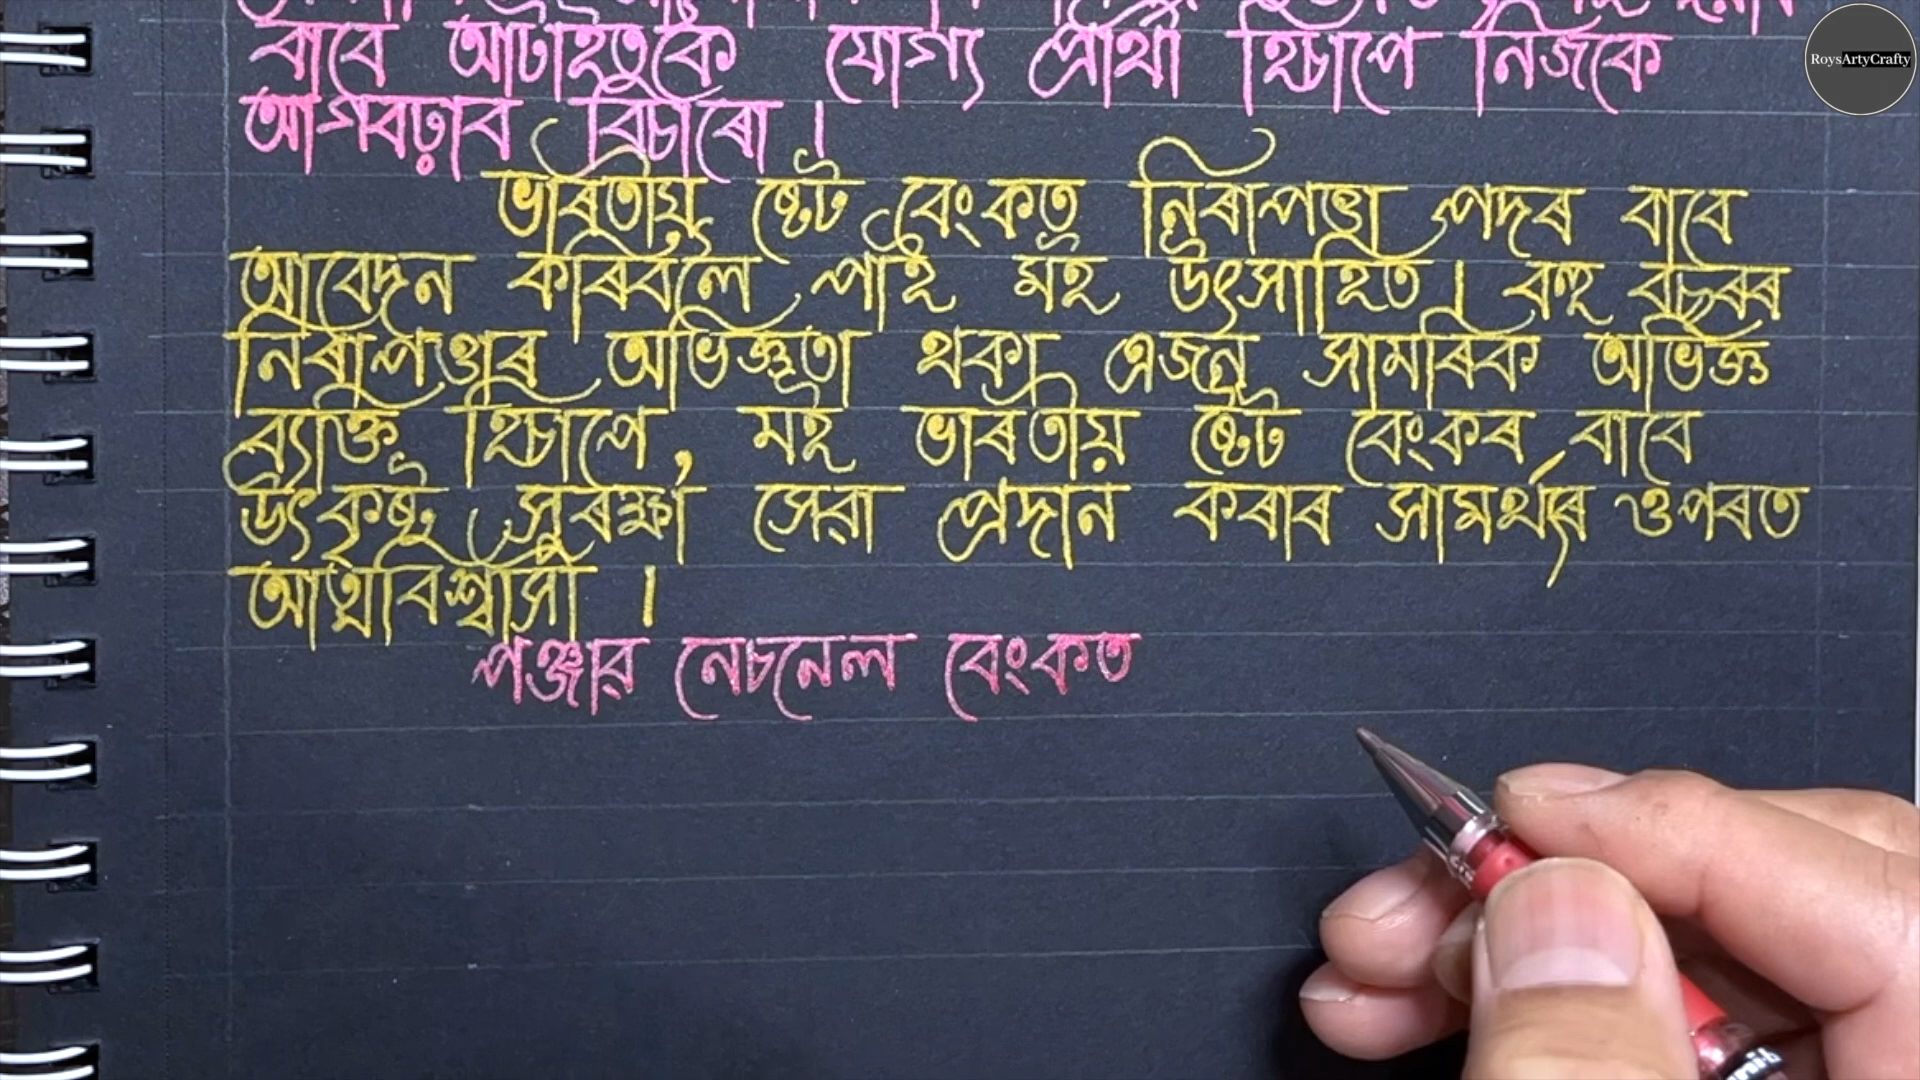 বাবে আটাইতকৈ যোগ্য প্ৰাৰ্থী হিচাপে নিজকে
আগবঢ়াব বিচাৰো ।
ভাৰতীয় ষ্টেট বেংকত নিৰাপত্তা পদৰ বাবে
আবেদন কৰিবলৈ পাই মই উৎসাহিত । বহু বছৰৰ
নিৰাপত্তাৰ অভিজ্ঞতা থকা এজন সামৰিক অভিজ্ঞ
ব্যক্তি হিচাপে, মই ভাৰতীয় ষ্টেট বেংকৰ বাবে
উৎকৃষ্ট সুৰক্ষা সেৱা প্ৰদান কৰাৰ সামৰ্থ্যৰ ওপৰত
আত্মবিশ্বাসী ।
পঞ্জাৱ নেচনেল বেংকত
RoysArtyCrafty